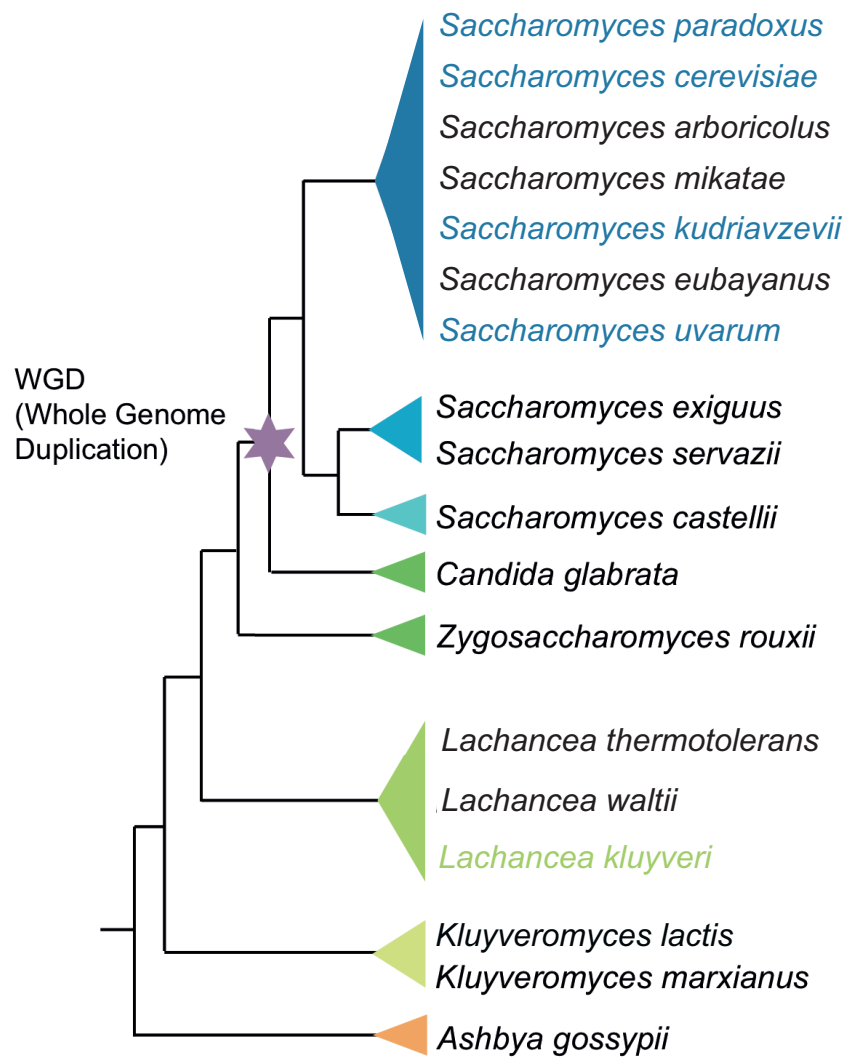 Saccharomyces paradoxus
Saccharomyces cerevisiae
Saccharomyces arboricolus
Saccharomyces mikatae
Saccharomyces kudriavzevii
Saccharomyces eubayanus
Saccharomyces uvarum
WGD
(Whole Genome
Duplication)
Saccharomyces exiguus
Saccharomyces servazii
Saccharomyces castellii
Candida glabrata
Zygosaccharomyces rouxii
Lachancea thermotolerans
Lachancea waltii
Lachancea kluyveri
Kluyveromyces lactis
Kluyveromyces marxianus
Ashbya gossypii